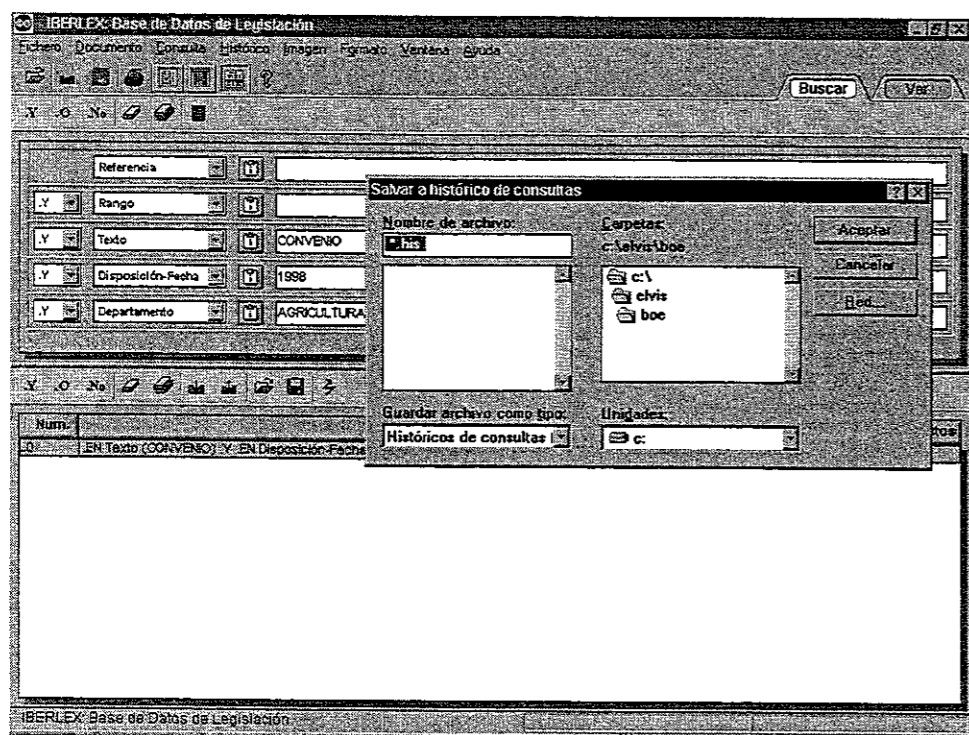 IBERLEX: Base de Datos de Legislación
Fichero Documento Consulta Histórico Imagen Formato Ventana Ayuda
Buscar Ver
.Y .O .No
Referencia
.Y Rango
.Y Texto CONVENIO
.Y Disposición-Fecha 1998
.Y Departamento AGRICULTURA
Salvar a histórico de consultas
Nombre de archivo: Carpetas: Aceptar
*.his c:\elvis\boe Cancelar
c:\ Red...
elvis
boe
Guardar archivo como tipo: Unidades:
Históricos de consultas ( c:
.Y .O .No
Num.
.0 .EN Texto (CONVENIO) .Y .EN Disposición-Fecha
IBERLEX: Base de Datos de Legislación